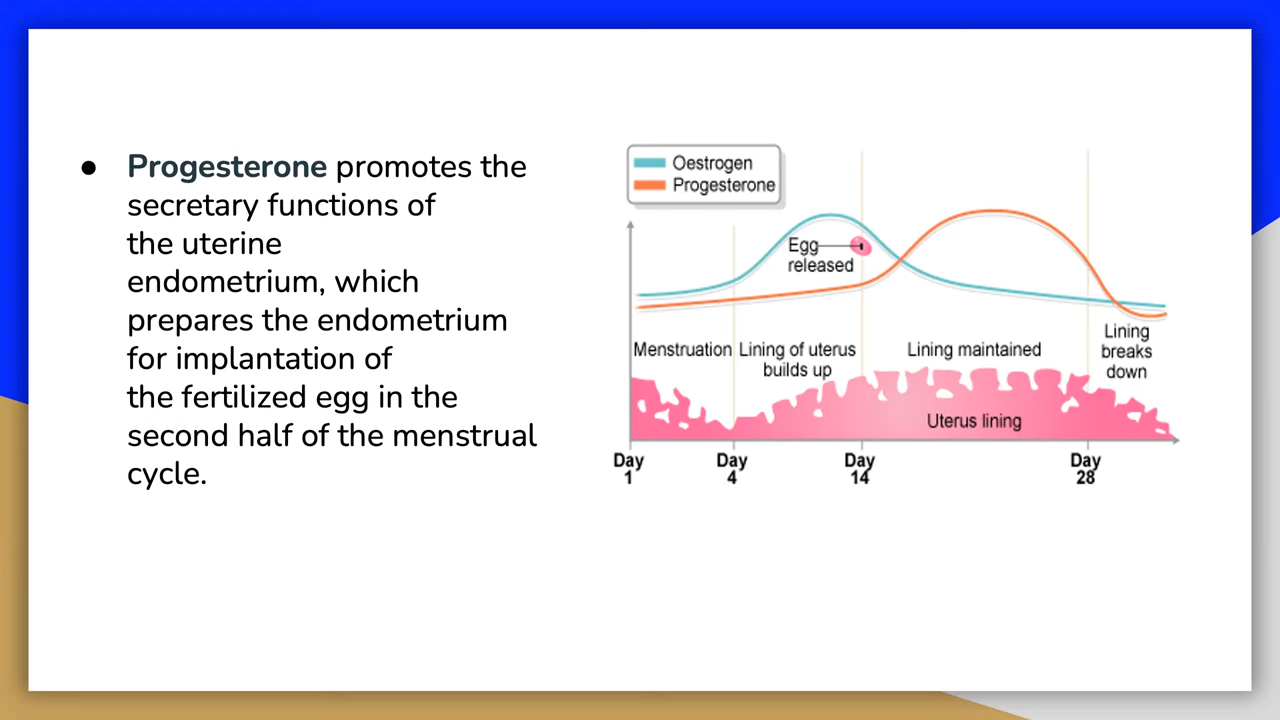 ● Progesterone promotes the
secretary functions of
the uterine
endometrium, which
prepares the endometrium
for implantation of
the fertilized egg in the
second half of the menstrual
cycle.
Oestrogen
Progesterone
Egg
released
Menstruation
Lining of uterus
builds up
Lining maintained
Lining
breaks
down
Uterus lining
Day
1
Day
4
Day
14
Day
28